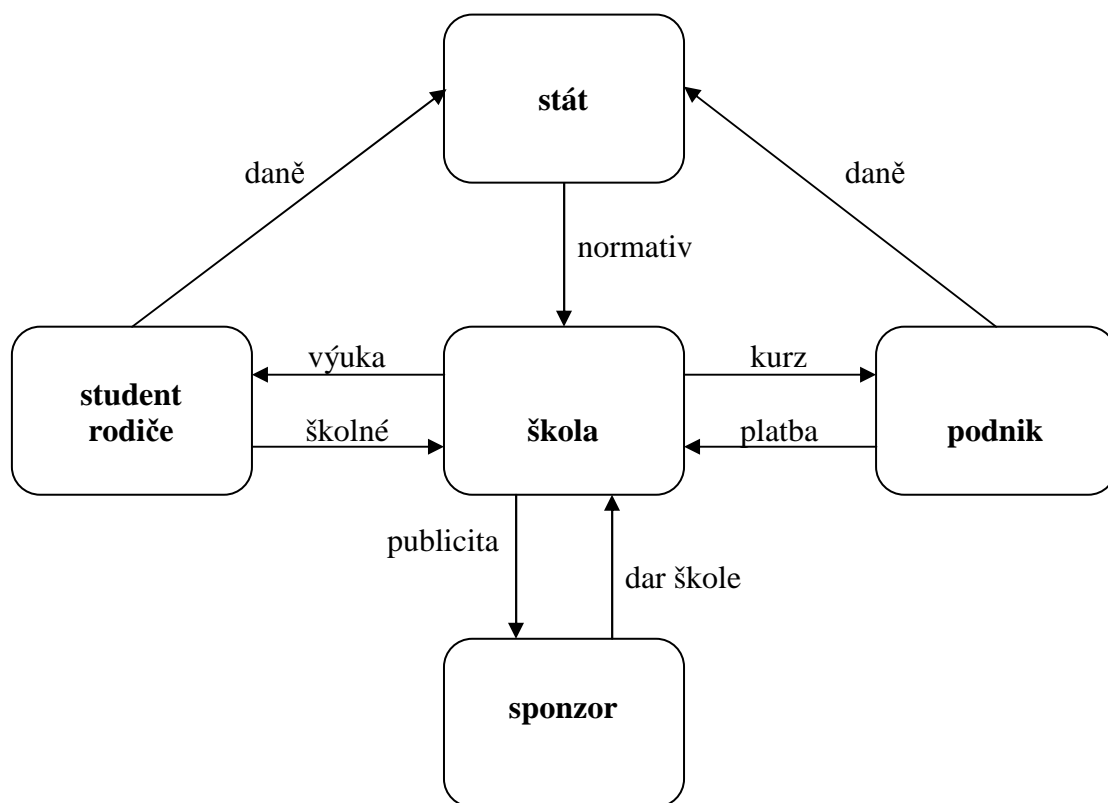 stát
daně
daně
normativ
výuka
kurz
student
rodiče
školné
škola
platba
podnik
publicita
dar škole
sponzor